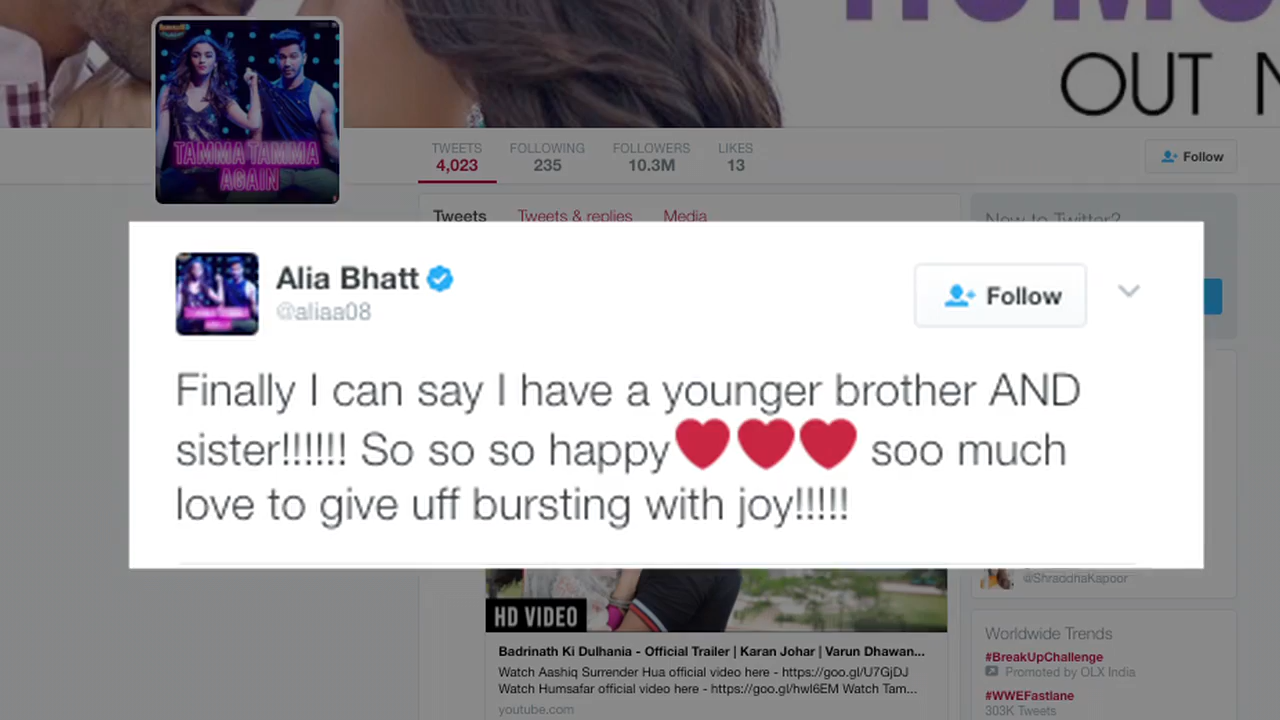 OUT
TAMMA TAMMA
AGAIN
TWEETS FOLLOWING FOLLOWERS LIKES
4,023 235 10.3M 13
Follow
Tweets Tweets & replies Media
New to Twitter?
Alia Bhatt
@aliaa08
Follow
Finally I can say I have a younger brother AND
sister!!!!!! So so so happy❤❤❤ soo much
love to give uff bursting with joy!!!!!
@ShraddhaKapoor
HD VIDEO
Badrinath Ki Dulhania - Official Trailer | Karan Johar | Varun Dhawan...
Watch Aashiq Surrender Hua official video here - https://goo.gl/U7GjDJ
Watch Humsafar official video here - https://goo.gl/hwI6EM Watch Tam...
youtube.com
Worldwide Trends
#BreakUpChallenge
Promoted by OLX India
#WWEFastlane
303K Tweets